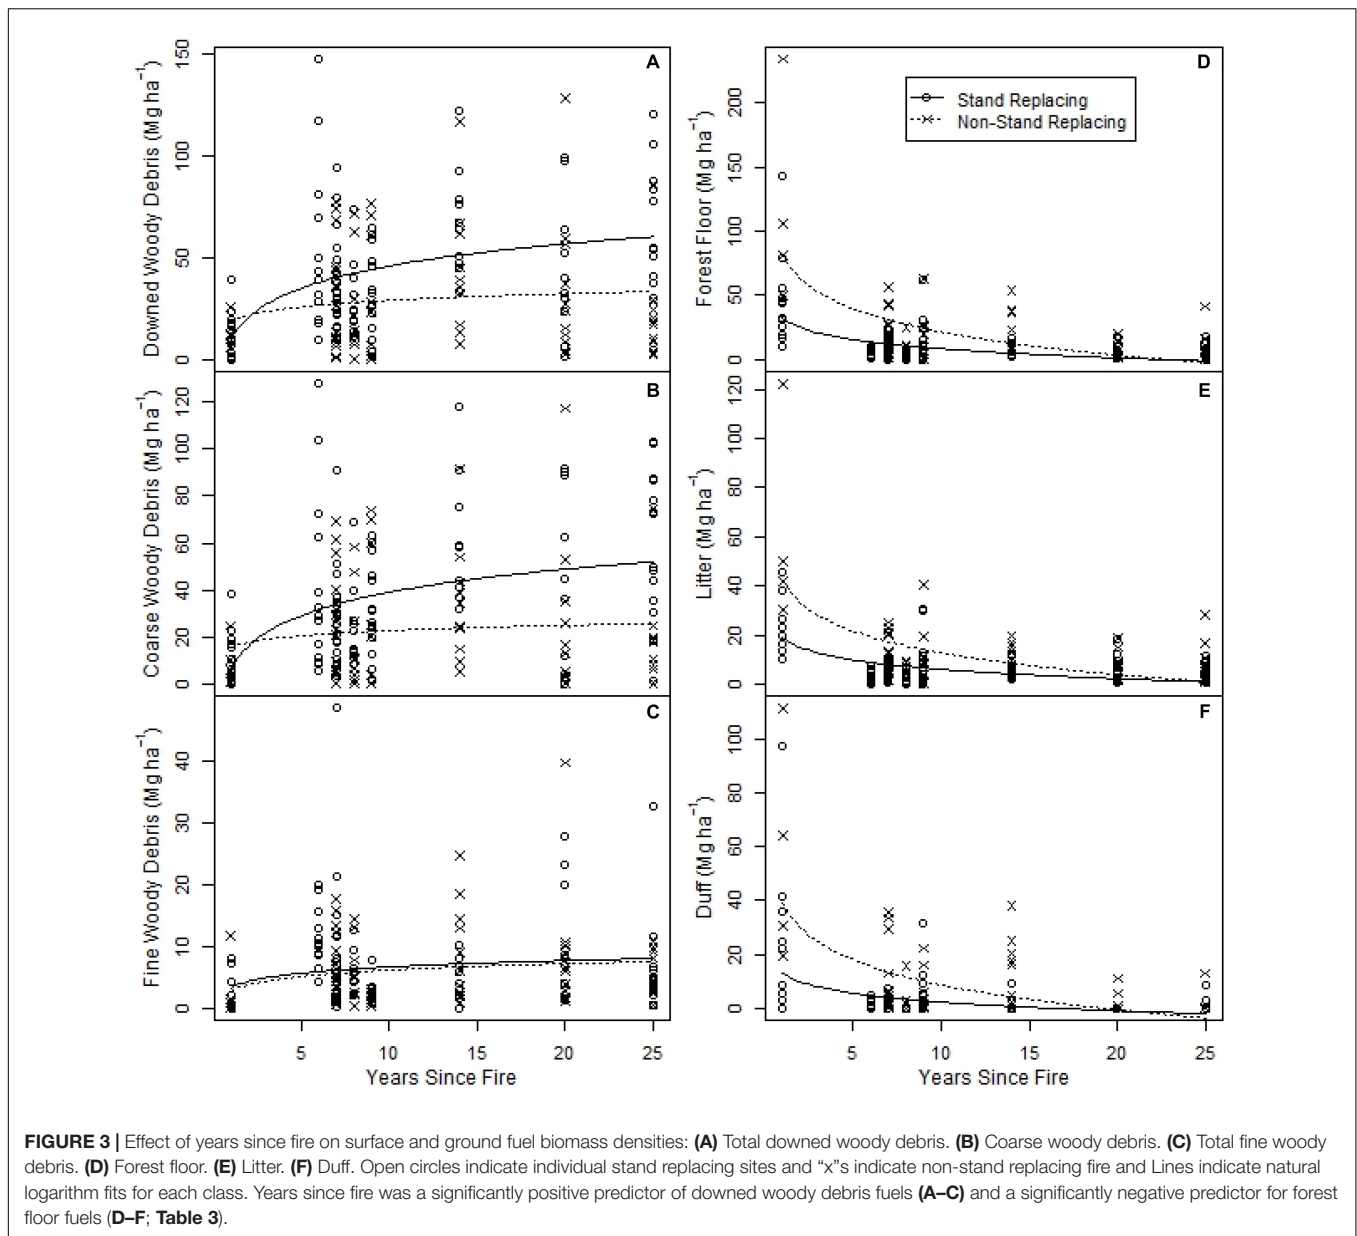 A
Downed Woody Debris (Mg ha−1)
0
50
100
150
B
Coarse Woody Debris (Mg ha−1)
0
20
40
60
80
100
120
C
Fine Woody Debris (Mg ha−1)
0
10
20
30
40
5
10
15
20
25
Years Since Fire
D
Stand Replacing
Non-Stand Replacing
Forest Floor (Mg ha−1)
0
50
100
150
200
E
Litter (Mg ha−1)
0
20
40
60
80
100
120
F
Duff (Mg ha−1)
0
20
40
60
80
100
5
10
15
20
25
Years Since Fire
FIGURE 3 | Effect of years since fire on surface and ground fuel biomass densities: (A) Total downed woody debris. (B) Coarse woody debris. (C) Total fine woody
debris. (D) Forest floor. (E) Litter. (F) Duff. Open circles indicate individual stand replacing sites and “x”s indicate non-stand replacing fire and Lines indicate natural
logarithm fits for each class. Years since fire was a significantly positive predictor of downed woody debris fuels (A–C) and a significantly negative predictor for forest
floor fuels (D–F; Table 3).